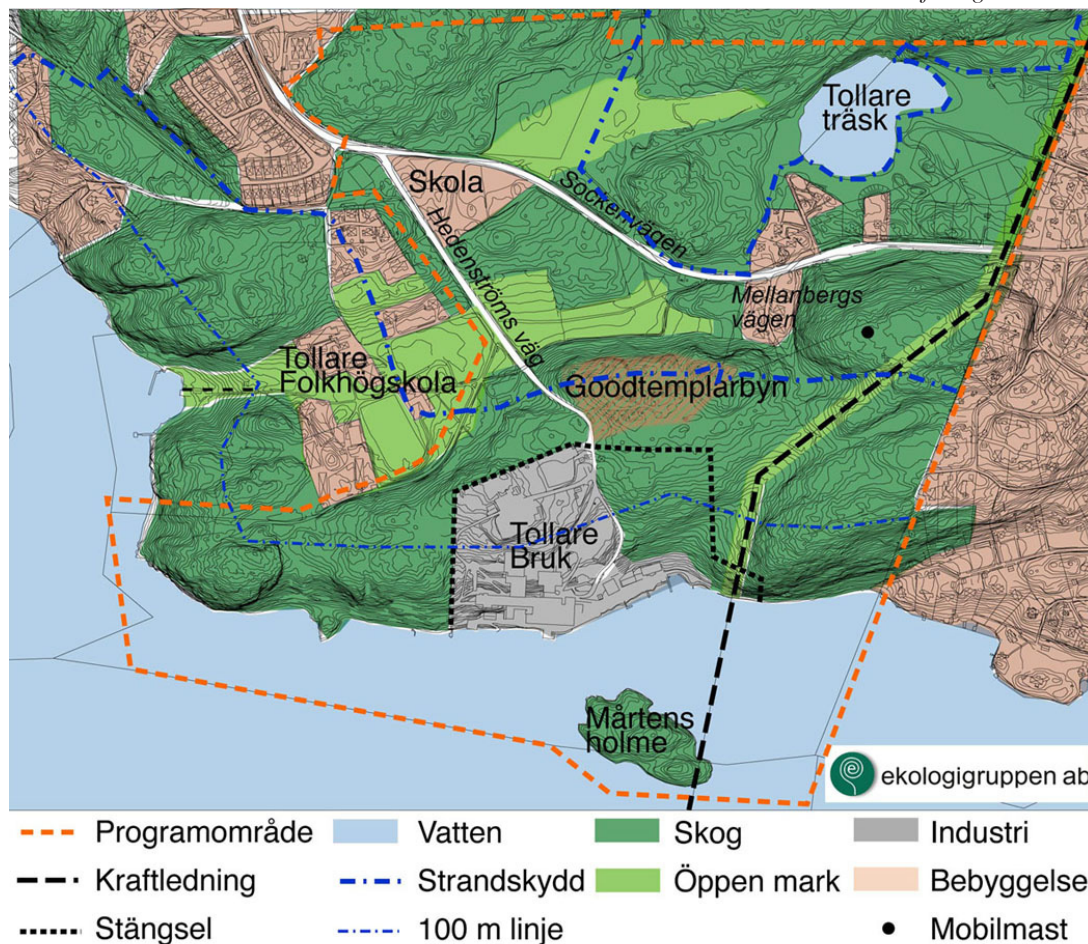 Tollare
träsk
Skola
Sockenvägen
Hedenströms väg
Mellanbergs
vägen
Tollare
Folkhögskola
Goodtemplarbyn
Tollare
Bruk
Mårtens
holme
ekologigruppen ab
Programområde
Vatten
Skog
Industri
Kraftledning
Strandskydd
Öppen mark
Bebyggelse
Stängsel
100 m linje
Mobilmast